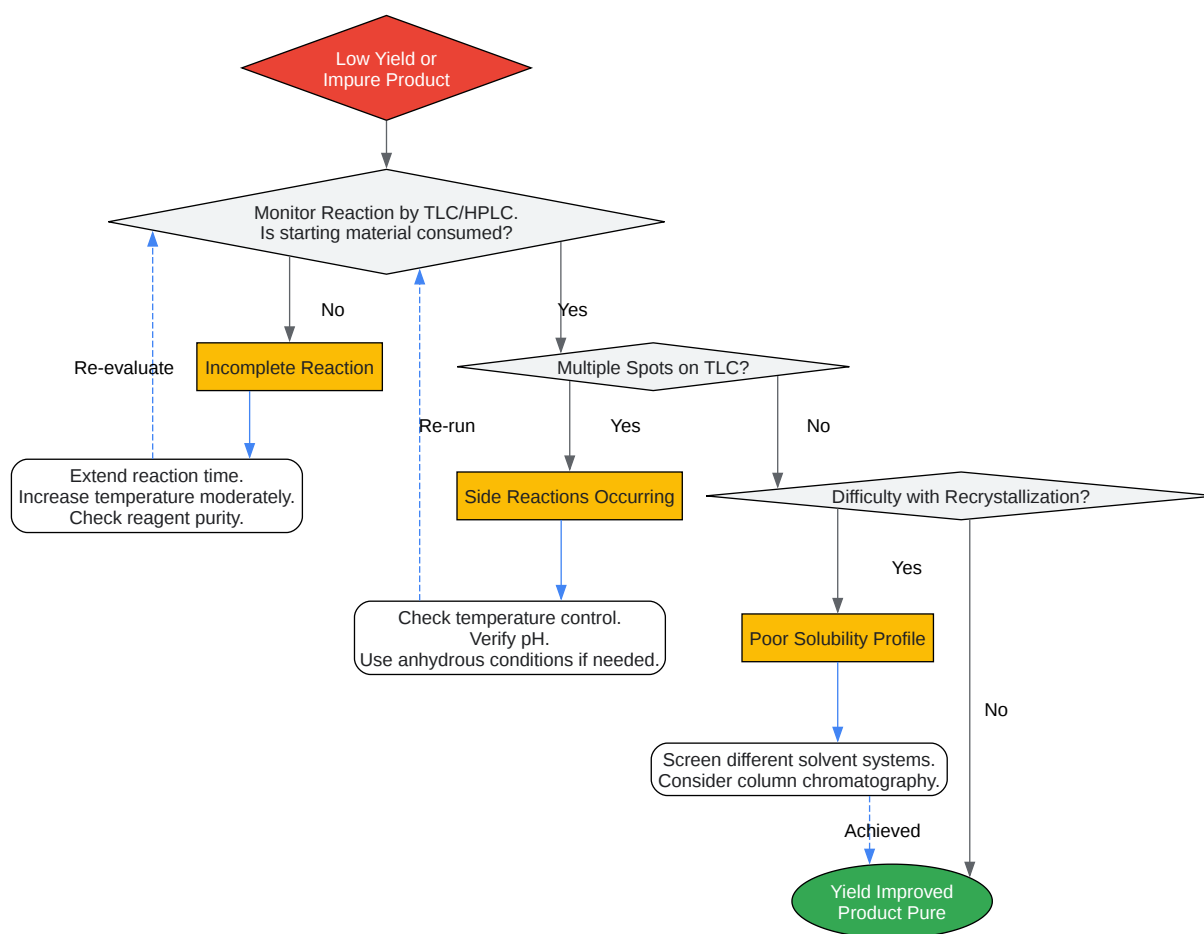 Low Yield or
Impure Product
Monitor Reaction by TLC/HPLC.
Is starting material consumed?
No
Yes
Re-evaluate
Incomplete Reaction
Multiple Spots on TLC?
Re-run
Yes
No
Extend reaction time.
Increase temperature moderately.
Check reagent purity.
Side Reactions Occurring
Difficulty with Recrystallization?
Yes
Check temperature control.
Verify pH.
Use anhydrous conditions if needed.
Poor Solubility Profile
No
Screen different solvent systems.
Consider column chromatography.
Achieved
Yield Improved
Product Pure